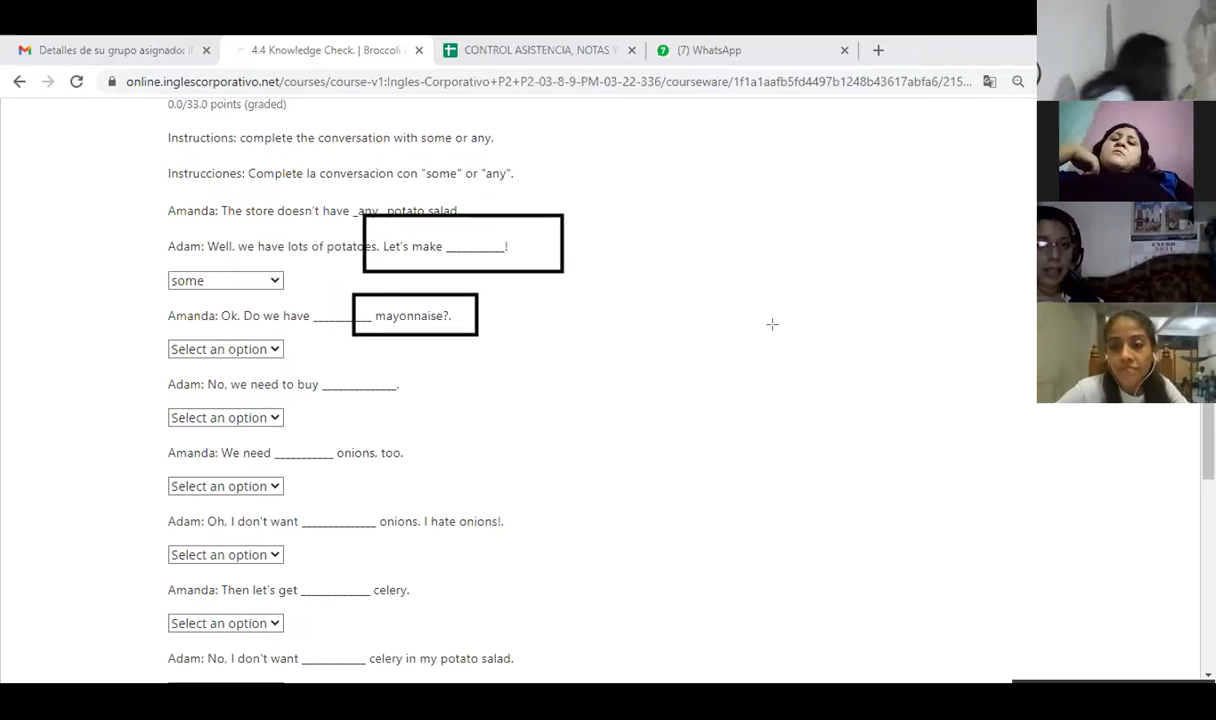 Detalles de su grupo asignado: I
4.4 Knowledge Check. | Broccoli
CONTROL ASISTENCIA, NOTAS Y
(7) WhatsApp
online.inglescorporativo.net/courses/course-v1:Ingles-Corporativo+P2+P2-03-8-9-PM-03-22-336/courseware/1f1a1aafb5fd4497b1248b43617abfa6/215...
0.0/33.0 points (graded)
Instructions: complete the conversation with some or any.
Instrucciones: Complete la conversacion con "some" or "any".
Amanda: The store doesn't have _any_ potato salad
Adam: Well. we have lots of potatoes. Let's make __________!
some
Amanda: Ok. Do we have __________ mayonnaise?.
Select an option
Adam: No, we need to buy _____________.
Select an option
Amanda: We need __________ onions, too.
Select an option
Adam: Oh, I don't want _____________ onions. I hate onions!.
Select an option
Amanda: Then let's get ____________ celery.
Select an option
Adam: No, I don't want ___________ celery in my potato salad.
ENERO